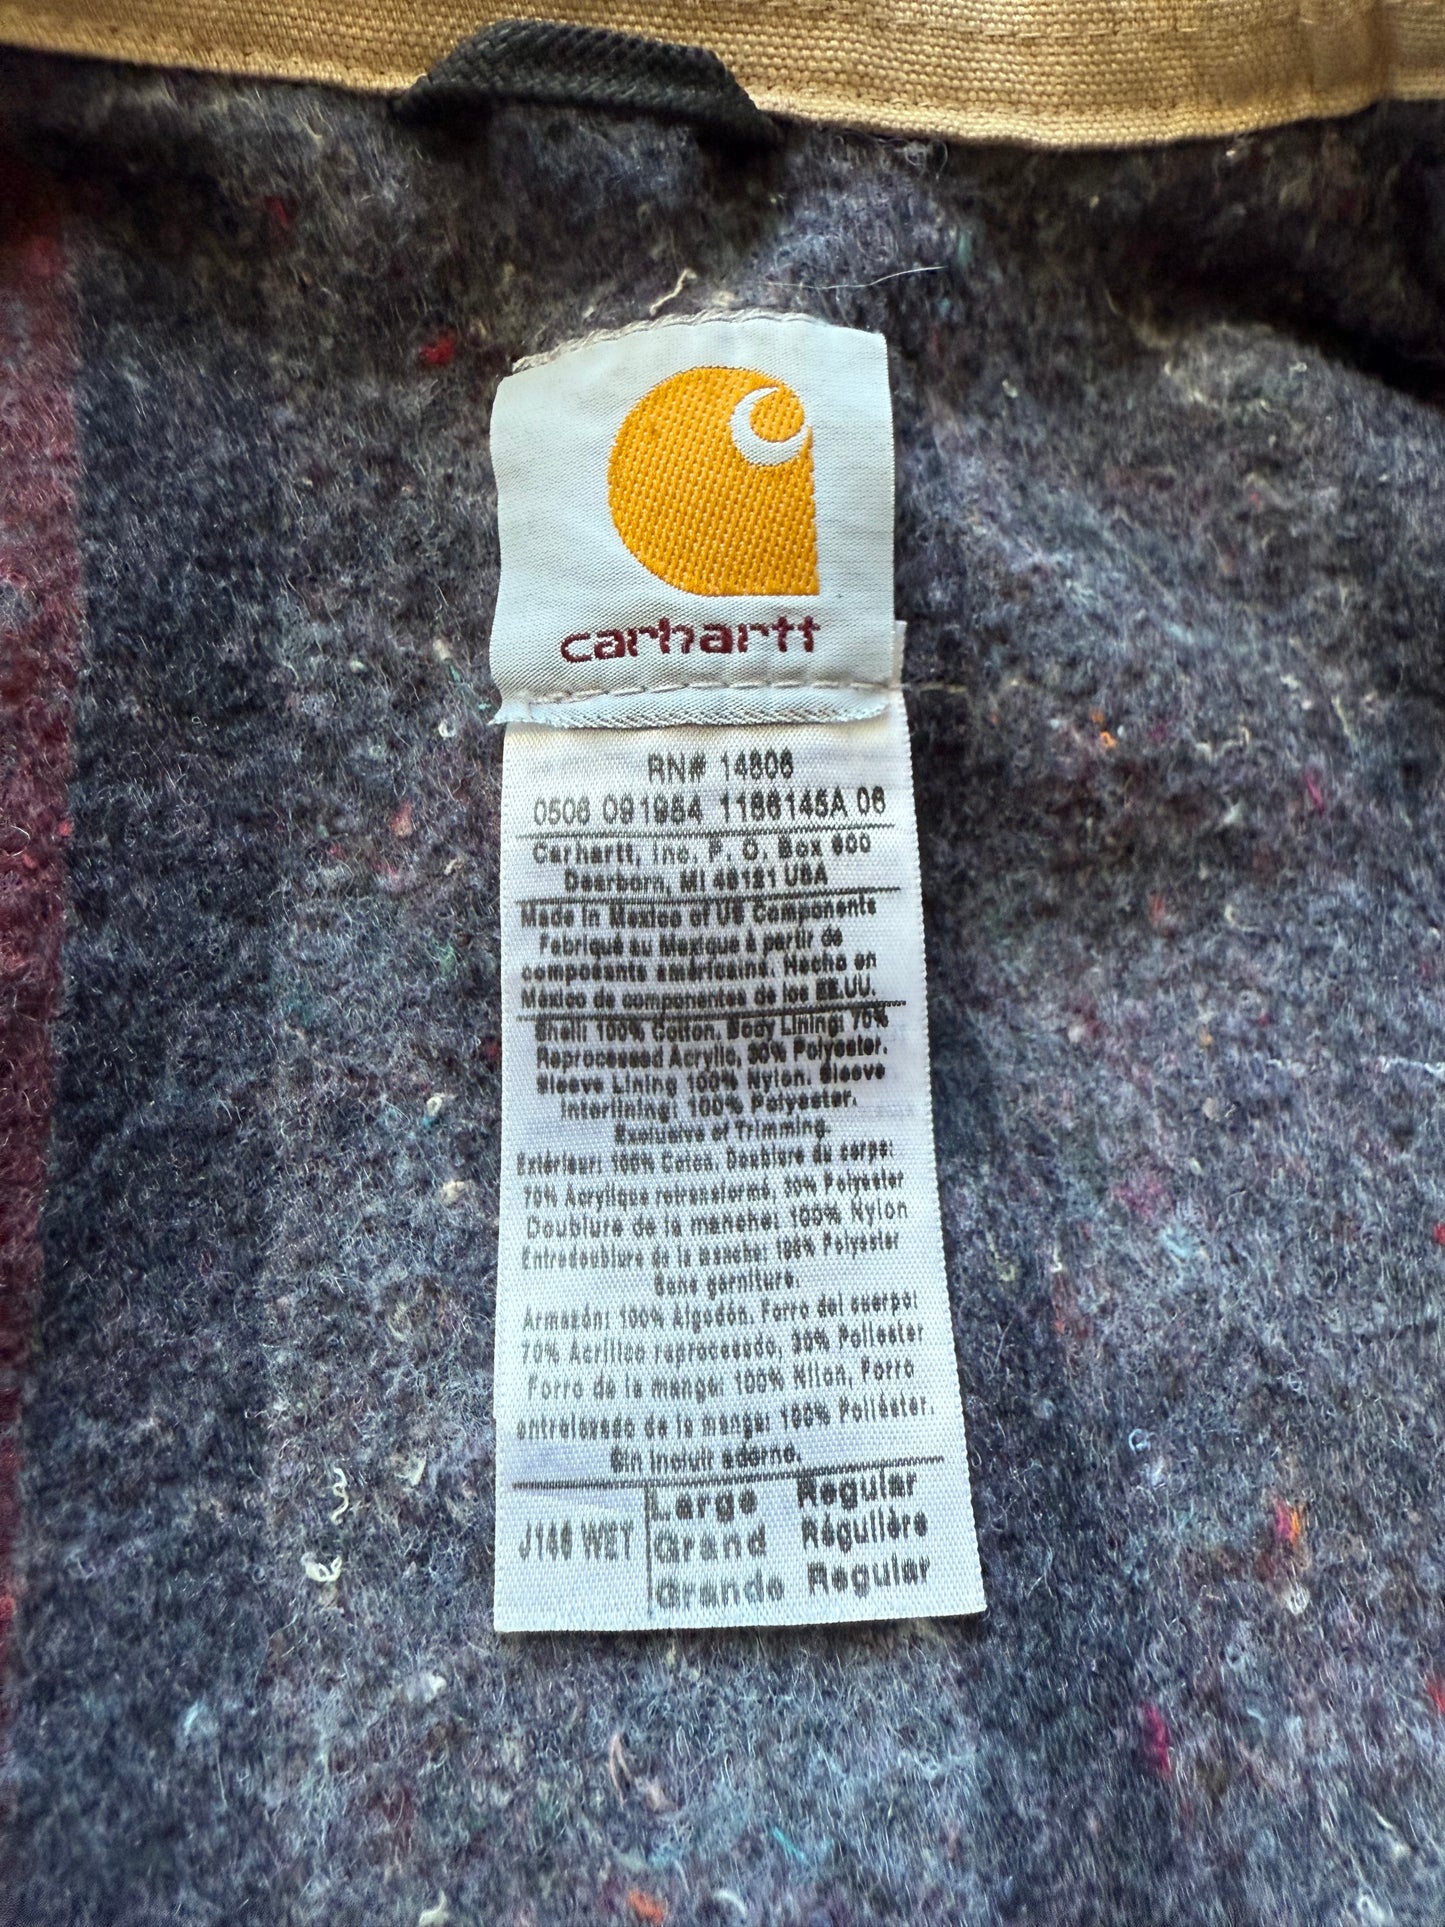 carhartt
RN# 14806
0506 091954 1186145A 06
Carhartt, Inc. P. O. Box 600
Dearborn, MI 48121 USA
Made in Mexico of US Components
Fabriqué au Mexique à partir de
composants américains. Hecho en
México de componentes de los EE.UU.
Shell: 100% Cotton. Body Lining: 70%
Reprocessed Acrylic, 30% Polyester.
Sleeve Lining 100% Nylon. Sleeve
Interlining: 100% Polyester.
Exclusive of Trimming.
Extérieur: 100% Coton. Doublure du corps:
70% Acrylique retransformé, 30% Polyester
Doublure de la manche: 100% Nylon
Entredoublure de la manche: 100% Polyester
Sans garniture.
Armazón: 100% Algodón. Forro del cuerpo:
70% Acrílico reprocesado, 30% Poliester
Forro de la manga: 100% Nilon, Forro
entrelazado de la manga: 100% Poliéster.
Sin incluir adorno.
J146 WET
Large Regular
Grand Régulière
Grande Regular